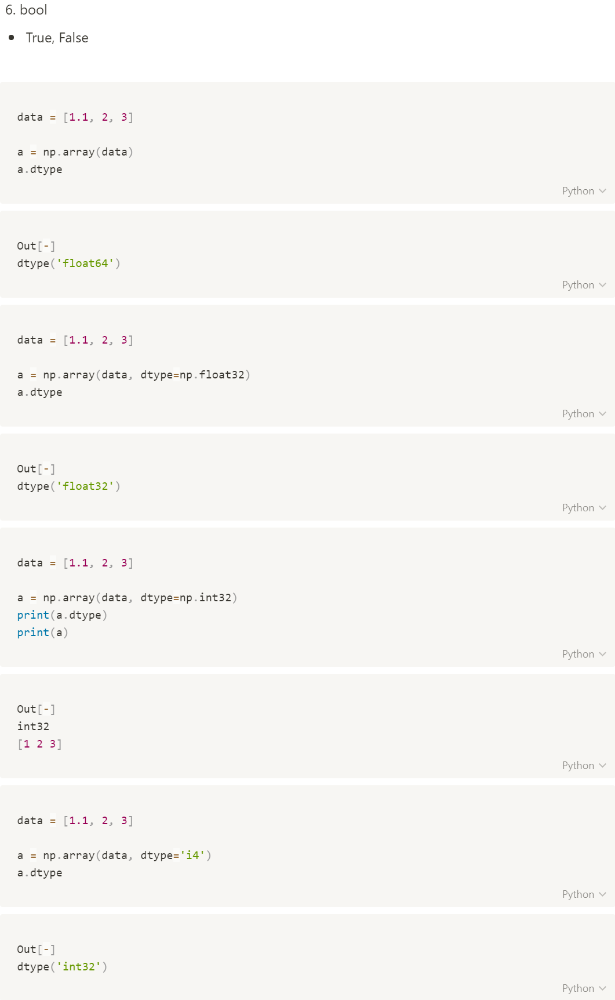 6. bool
• True, False
data = [1.1, 2, 3]
a = np.array(data)
a.dtype
Python
Out[-]
dtype('float64')
Python
data = [1.1, 2, 3]
a = np.array(data, dtype=np.float32)
a.dtype
Python
Out[-]
dtype('float32')
Python
data = [1.1, 2, 3]
a = np.array(data, dtype=np.int32)
print(a.dtype)
print(a)
Python
Out[-]
int32
[1 2 3]
Python
data = [1.1, 2, 3]
a = np.array(data, dtype='i4')
a.dtype
Python
Out[-]
dtype('int32')
Python